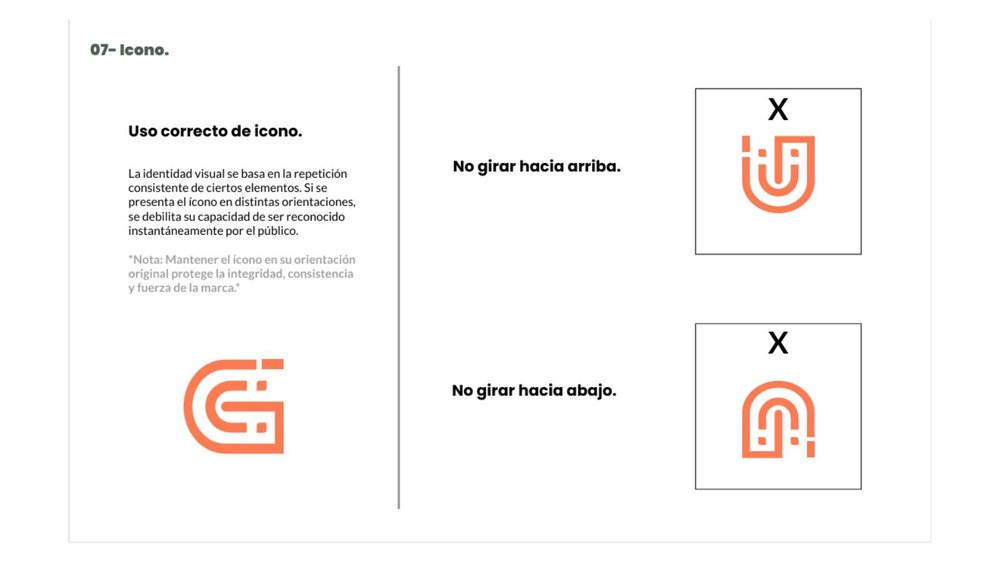 07- Icono.
Uso correcto de icono.
La identidad visual se basa en la repetición
consistente de ciertos elementos. Si se
presenta el ícono en distintas orientaciones,
se debilita su capacidad de ser reconocido
instantáneamente por el público.
*Nota: Mantener el ícono en su orientación
original protege la integridad, consistencia
y fuerza de la marca.*
No girar hacia arriba.
X
No girar hacia abajo.
X